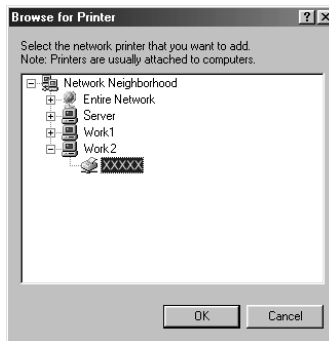 Browse for Printer
Select the network printer that you want to add.
Note: Printers are usually attached to computers.
Network Neighborhood
Entire Network
Server
Work1
Work2
XXXXX
OK Cancel